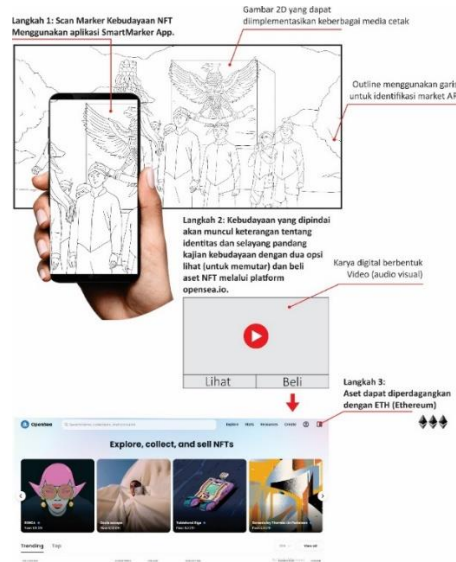 Langkah 1: Scan Marker Kebudayaan NFT
Menggunakan aplikasi SmartMarker App.
Gambar 2D yang dapat
diimplementasikan keberbagai media cetak
Outline menggunakan garis
untuk identifikasi market AR
Langkah 2: Kebudayaan yang dipindai
akan muncul keterangan tentang
identitas dan selayang pandang
kajian kebudayaan dengan dua opsi
lihat (untuk memutar) dan beli
aset NFT melalui platform
opensea.io.
Karya digital berbentuk
Video (audio visual)
Lihat Beli
Langkah 3:
Aset dapat diperdagangkan
dengan ETH (Ethereum)
OpenSea
Explore Stats Resources Create
Explore, collect, and sell NFTs
Trending Top
View all